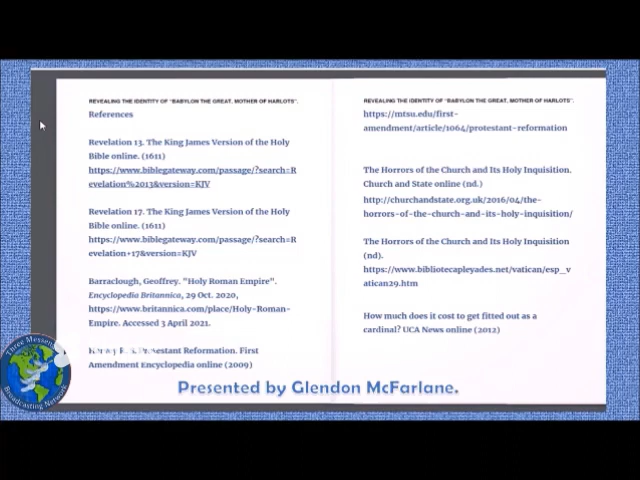 REVEALING THE IDENTITY OF "BABYLON THE GREAT, MOTHER OF HARLOTS".
References
Revelation 13. The King James Version of the Holy
Bible online. (1611)
https://www.biblegateway.com/passage/?search=R
evelation%2013&version=KJV
Revelation 17. The King James Version of the Holy
Bible online. (1611)
https://www.biblegateway.com/passage/?search=R
evelation+17&version=KJV
Barraclough, Geoffrey. "Holy Roman Empire".
Encyclopedia Britannica, 29 Oct. 2020,
https://www.britannica.com/place/Holy-Roman-
Empire. Accessed 3 April 2021.
Protestant Reformation. First
Amendment Encyclopedia online (2009)
REVEALING THE IDENTITY OF "BABYLON THE GREAT, MOTHER OF HARLOTS".
https://mtsu.edu/first-
amendment/article/1064/protestant-reformation
The Horrors of the Church and Its Holy Inquisition.
Church and State online (nd.)
http://churchandstate.org.uk/2016/04/the-
horrors-of-the-church-and-its-holy-inquisition/
The Horrors of the Church and Its Holy Inquisition
(nd).
https://www.bibliotecapleyades.net/vatican/esp_v
atican29.htm
How much does it cost to get fitted out as a
cardinal? UCA News online (2012)
Three Messengers
Broadcasting Network
Presented by Glendon McFarlane.